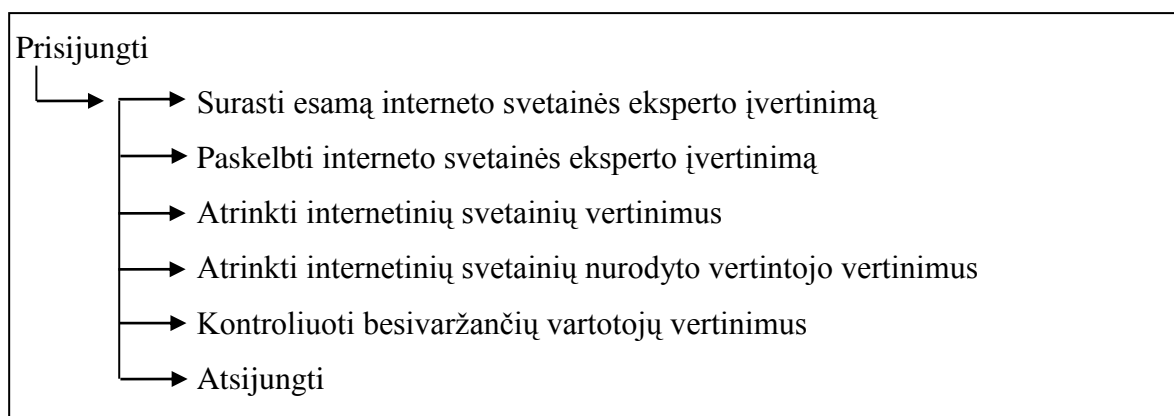 Prisijungti
Surasti esamą interneto svetainės eksperto įvertinimą
Paskelbti interneto svetainės eksperto įvertinimą
Atrinkti internetinių svetainių vertinimus
Atrinkti internetinių svetainių nurodyto vertintojo vertinimus
Kontroliuoti besivaržančių vartotojų vertinimus
Atsijungti